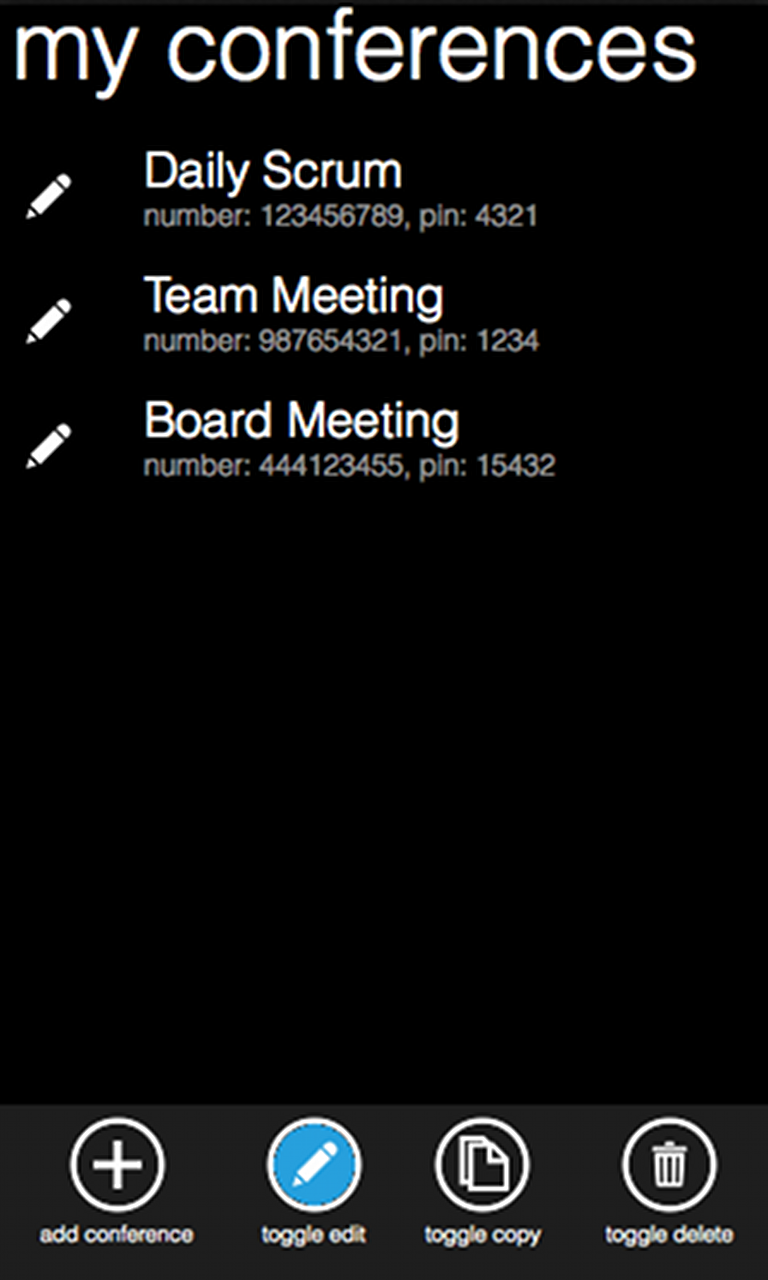 my conferences
Daily Scrum
number: 123456789, pin: 4321
Team Meeting
number: 987654321, pin: 1234
Board Meeting
number: 444123455, pin: 15432
add conference
toggle edit
toggle copy
toggle delete